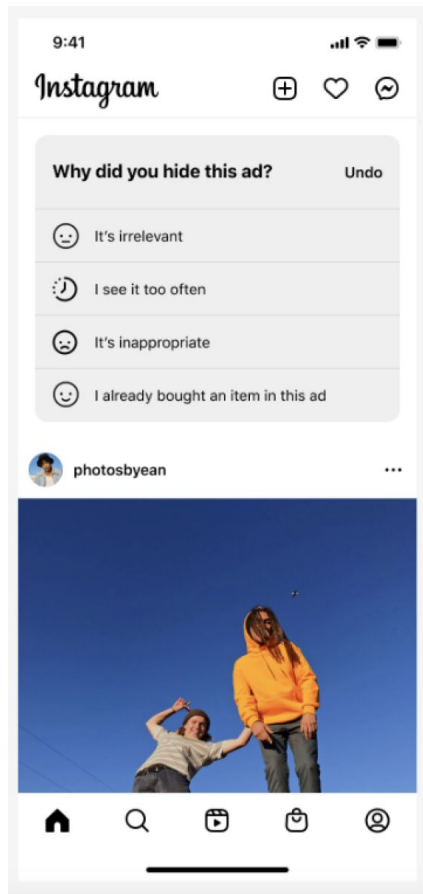 9:41
Instagram
Why did you hide this ad? Undo
It's irrelevant
I see it too often
It's inappropriate
I already bought an item in this ad
photosbyean